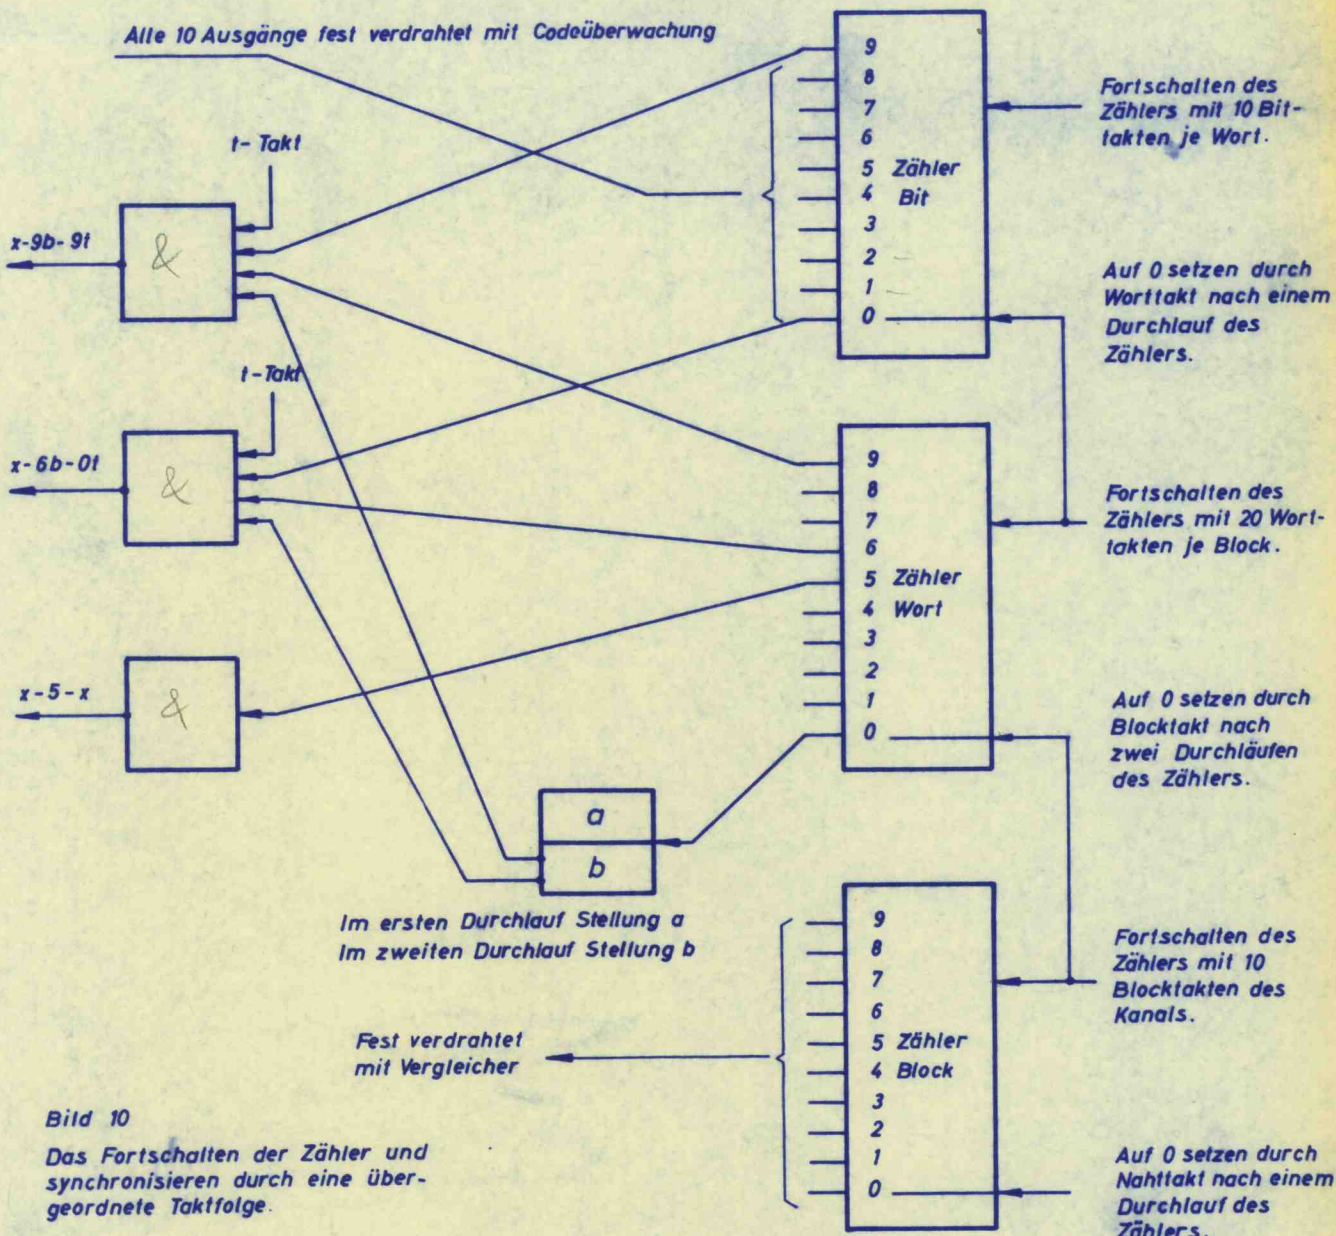 Alle 10 Ausgänge fest verdrahtet mit Codeüberwachung
t-Takt
x-9b-9t
&
t-Takt
x-6b-0t
&
x-5-x
&
9
8
7
6
5 Zähler
4 Bit
3
2
1
0
Fortschalten des
Zählers mit 10 Bit-
takten je Wort.
Auf 0 setzen durch
Worttakt nach einem
Durchlauf des
Zählers.
9
8
7
6
5 Zähler
4 Wort
3
2
1
0
Fortschalten des
Zählers mit 20 Wort-
takten je Block.
Auf 0 setzen durch
Blocktakt nach
zwei Durchläufen
des Zählers.
a
b
Im ersten Durchlauf Stellung a
Im zweiten Durchlauf Stellung b
9
8
7
6
5 Zähler
4 Block
3
2
1
0
Fortschalten des
Zählers mit 10
Blocktakten des
Kanals.
Auf 0 setzen durch
Nahttakt nach einem
Durchlauf des
Zählers.
Fest verdrahtet
mit Vergleicher
Bild 10
Das Fortschalten der Zähler und
synchronisieren durch eine über-
geordnete Taktfolge.